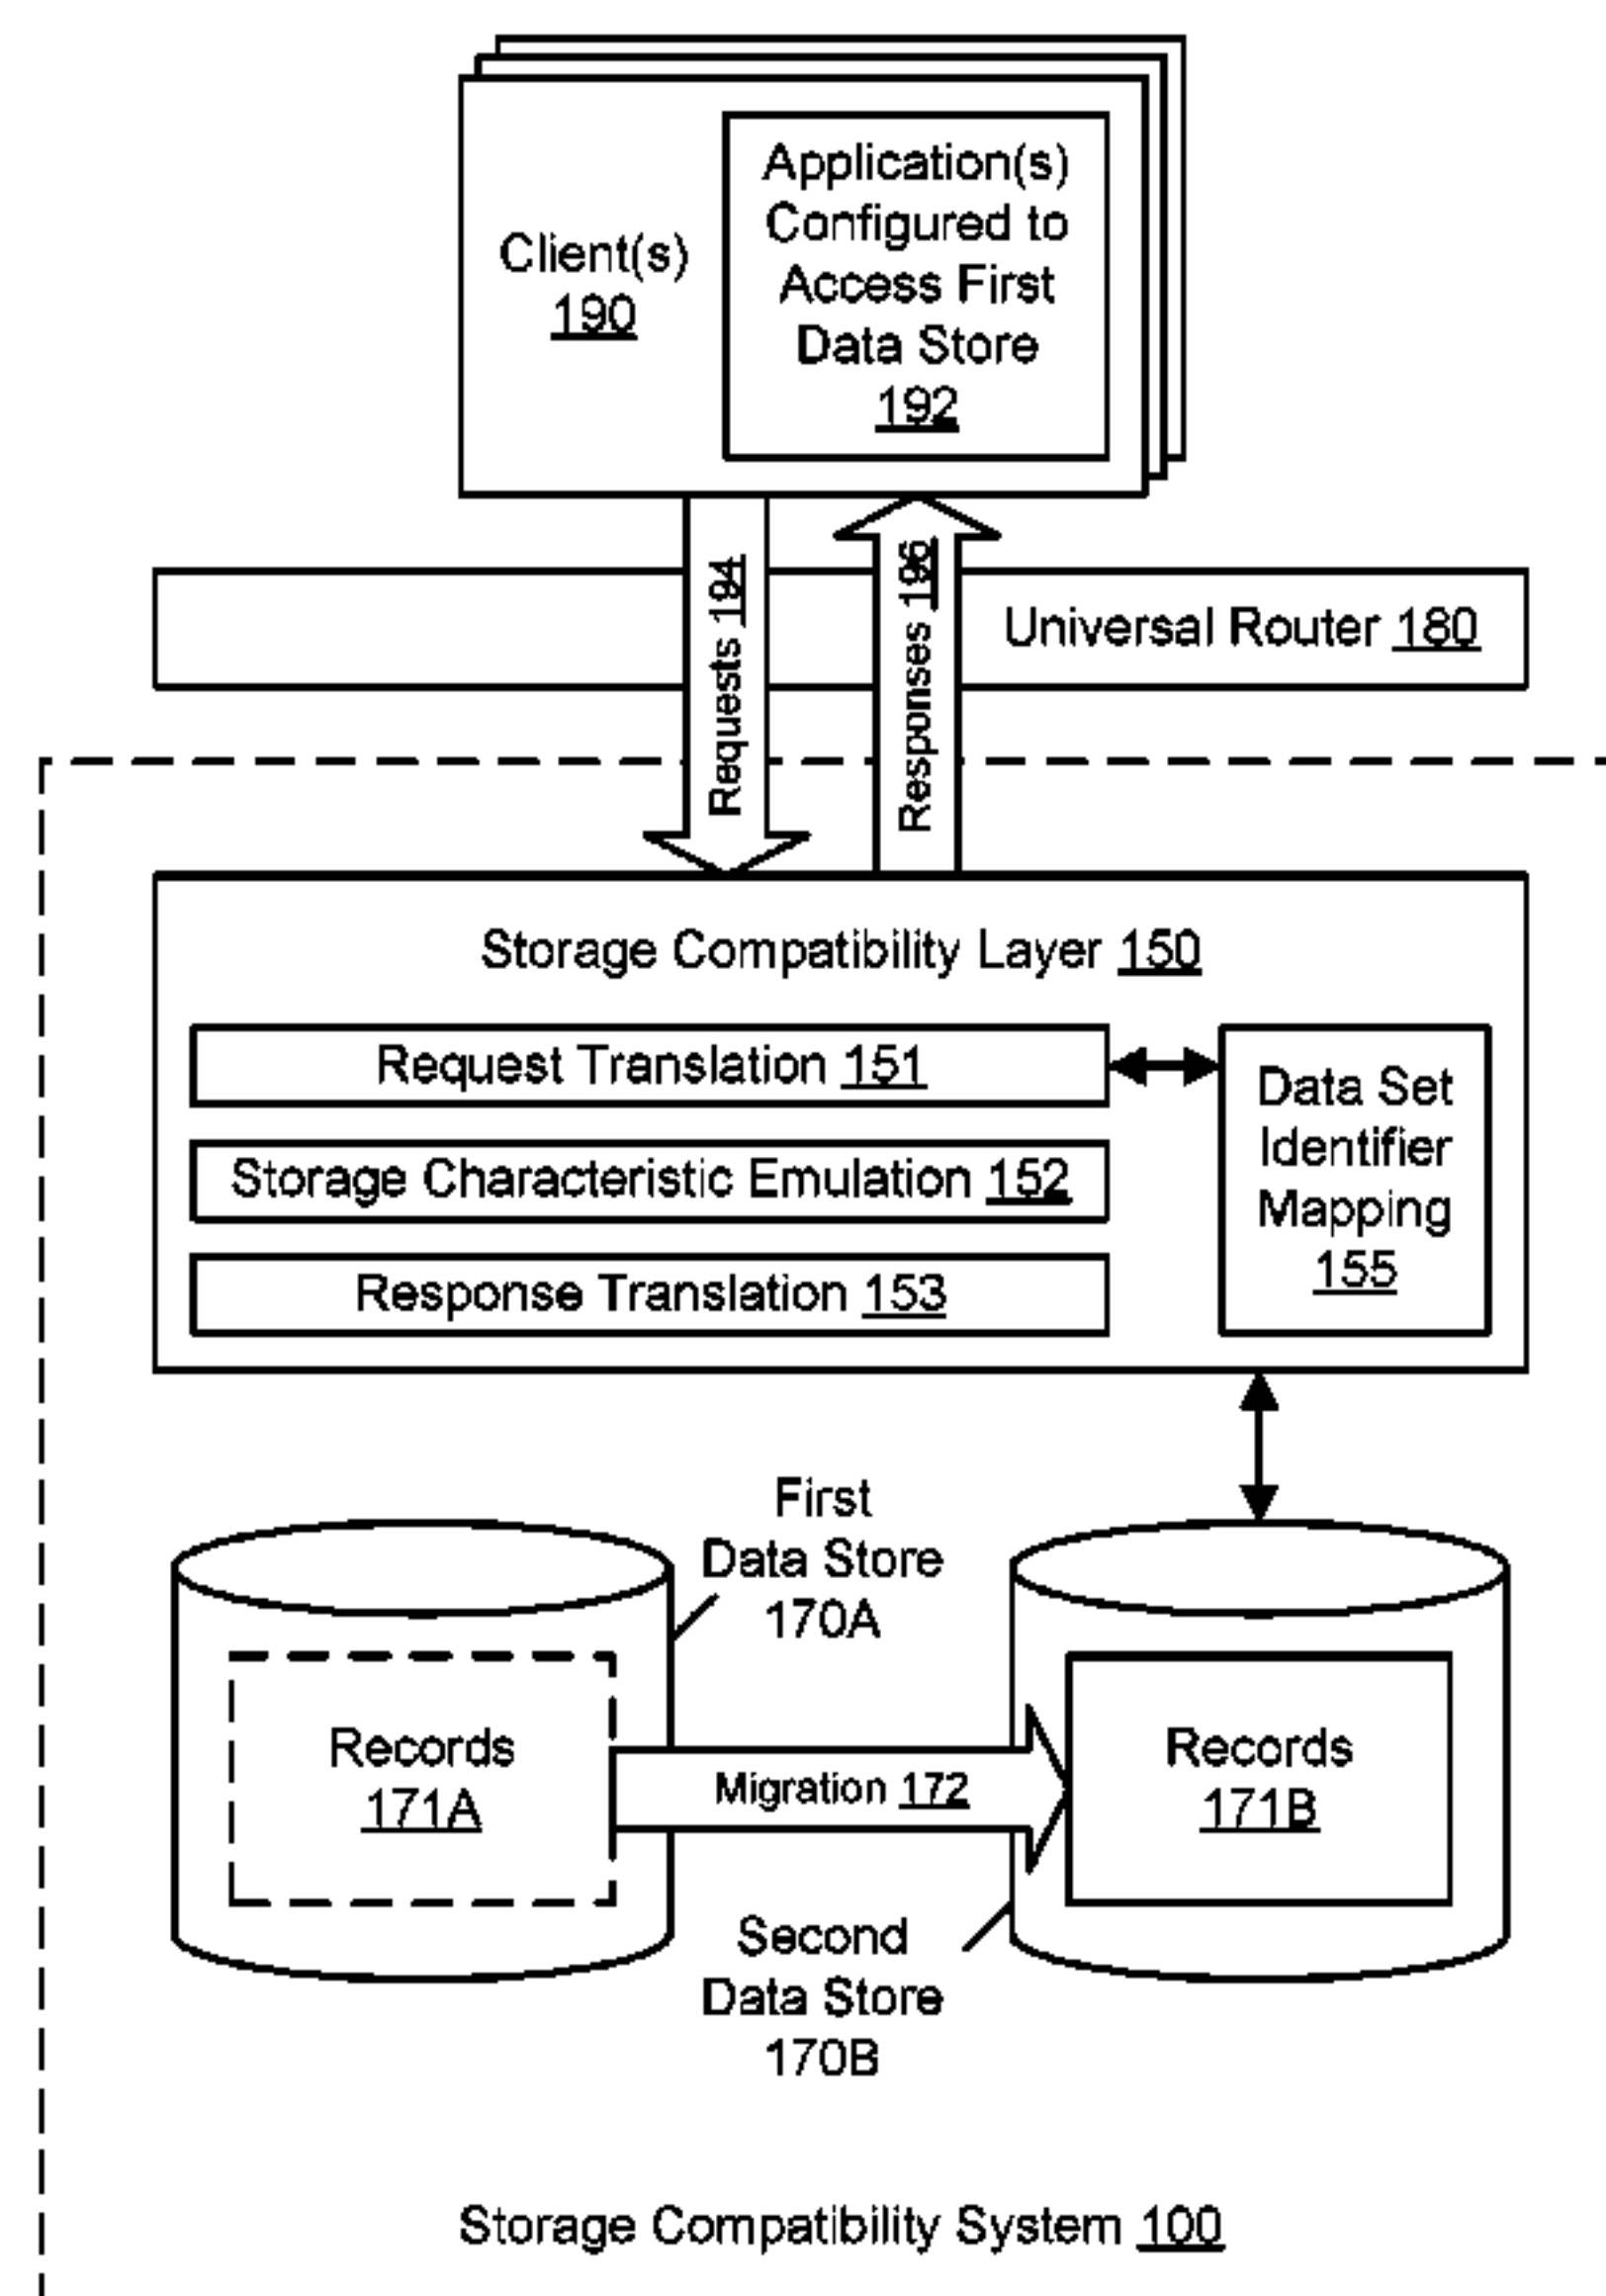 Client(s)
190
Application(s)
Configured to
Access First
Data Store
192
Requests 194
Responses 196
Universal Router 180
Storage Compatibility Layer 150
Request Translation 151
Storage Characteristic Emulation 152
Response Translation 153
Data Set
Identifier
Mapping
155
First
Data Store
170A
Records
171A
Migration 172
Records
171B
Second
Data Store
170B
Storage Compatibility System 100